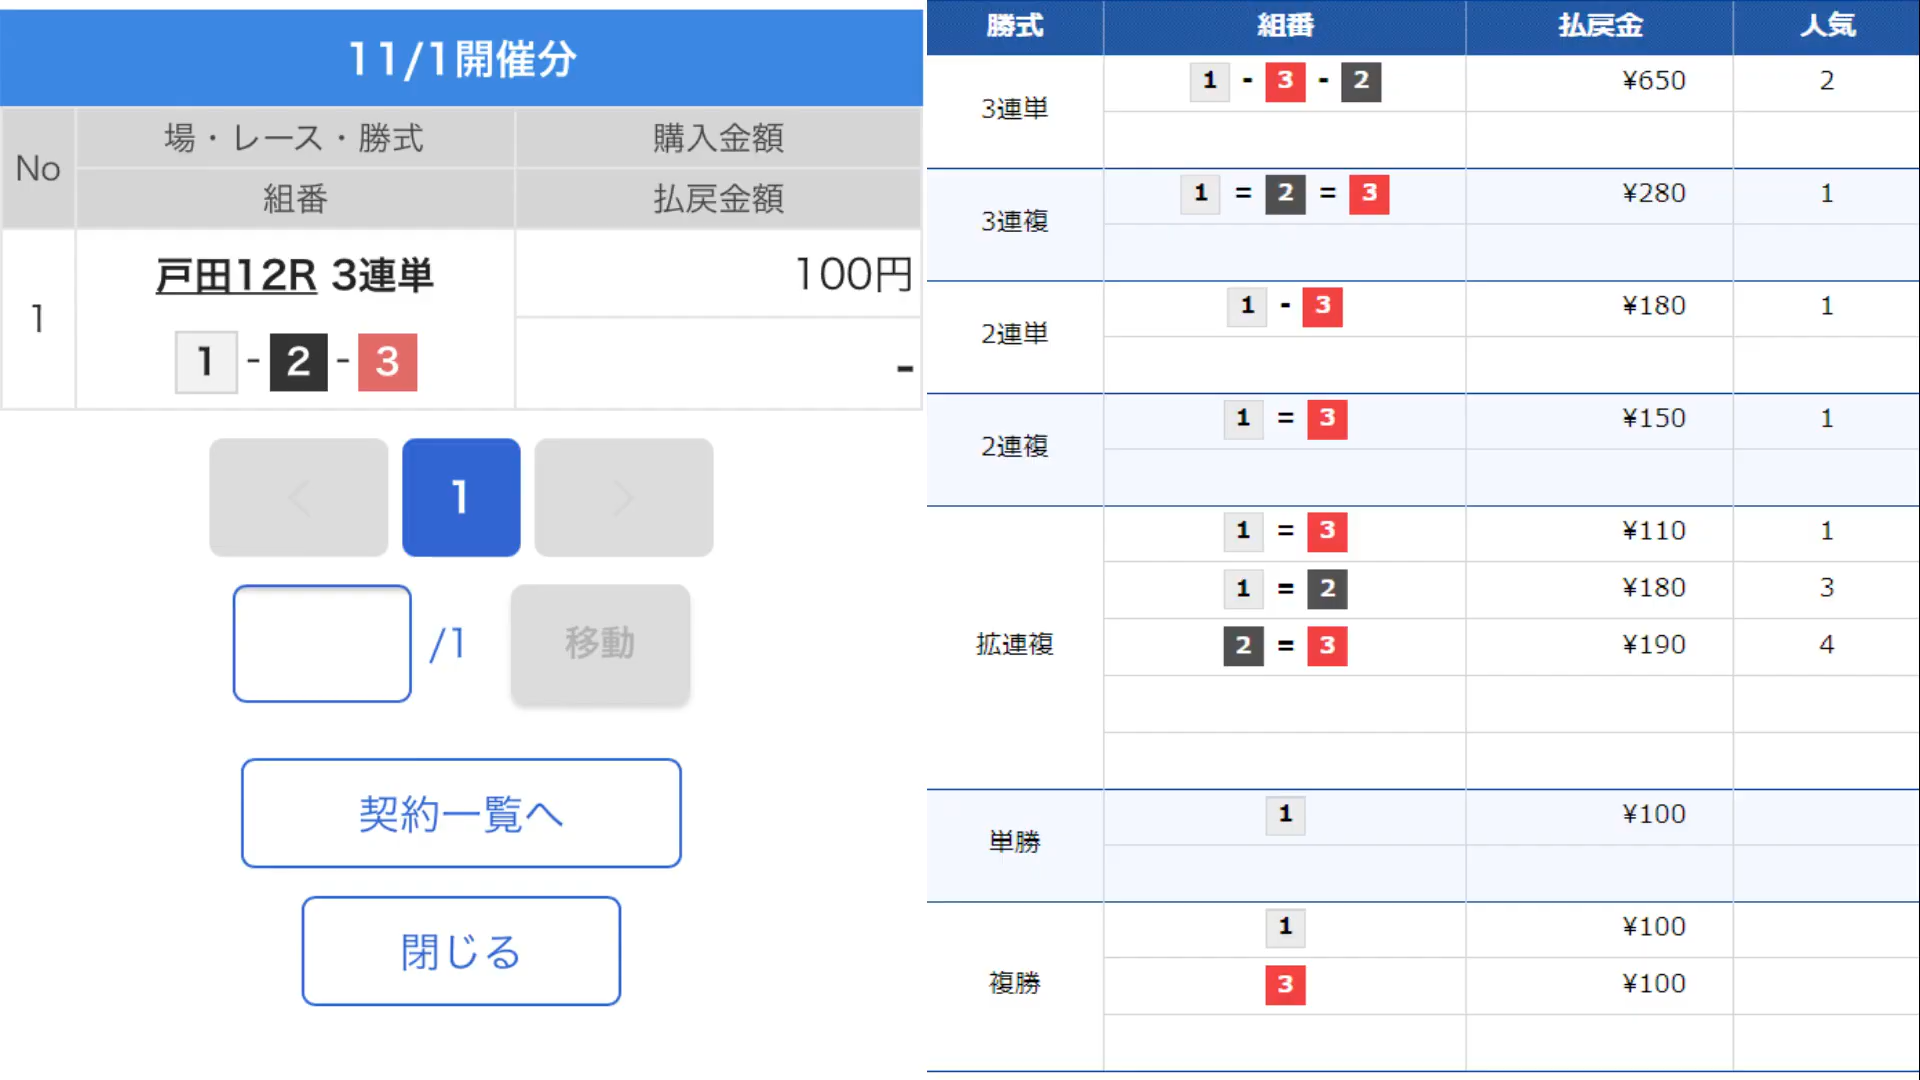 11/1開催分
No 場・レース・勝式 購入金額
組番 払戻金額
1 戸田12R 3連単 100円
1 - 2 - 3 -
< 1 >
/1 移動
契約一覧へ
閉じる
勝式 組番 払戻金 人気
3連単 1 - 3 - 2 ¥650 2
3連複 1 = 2 = 3 ¥280 1
2連単 1 - 3 ¥180 1
2連複 1 = 3 ¥150 1
拡連複 1 = 3 ¥110 1
1 = 2 ¥180 3
2 = 3 ¥190 4
単勝 1 ¥100
複勝 1 ¥100
3 ¥100